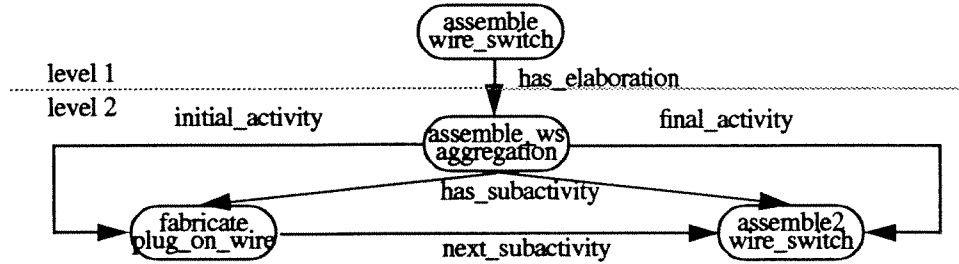 assemble
wire_switch
level 1
has_elaboration
level 2
initial_activity
final_activity
assemble_ws
aggregation
has_subactivity
fabricate
plug_on_wire
assemble2
wire_switch
next_subactivity